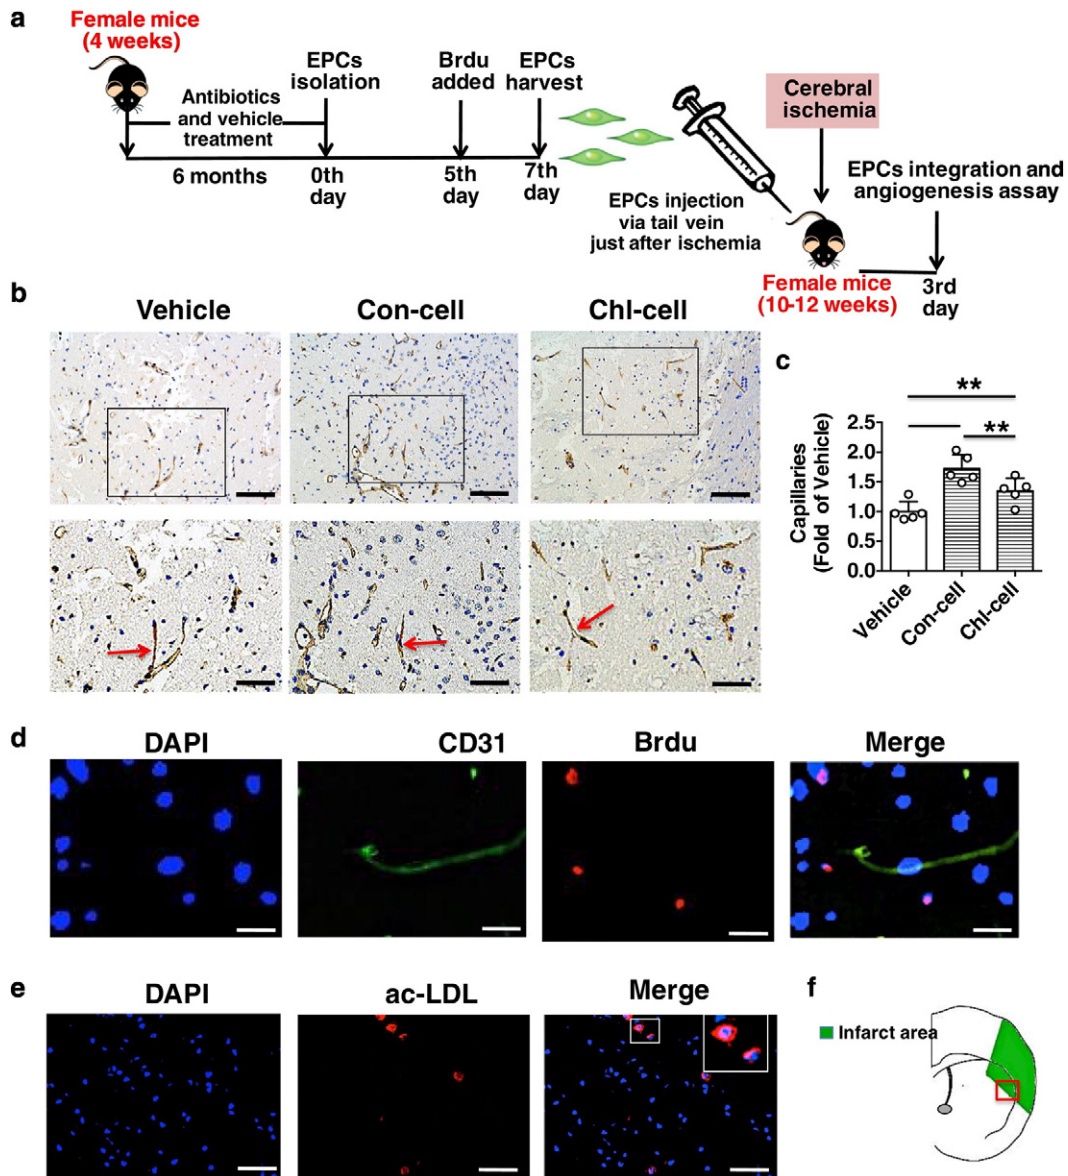 a
Female mice
(4 weeks)
Antibiotics
and vehicle
treatment
6 months
EPCs
isolation
0th
day
Brdu
added
5th
day
EPCs
harvest
7th
day
EPCs injection
via tail vein
just after ischemia
Cerebral
ischemia
Female mice
(10-12 weeks)
EPCs integration and
angiogenesis assay
3rd
day
b
Vehicle
Con-cell
Chl-cell
c
Capillaries
(Fold of Vehicle)
2.5
2.0
1.5
1.0
0.5
0.0
**
**
Vehicle
Con-cell
Chl-cell
d
DAPI
CD31
Brdu
Merge
e
DAPI
ac-LDL
Merge
f
Infarct area